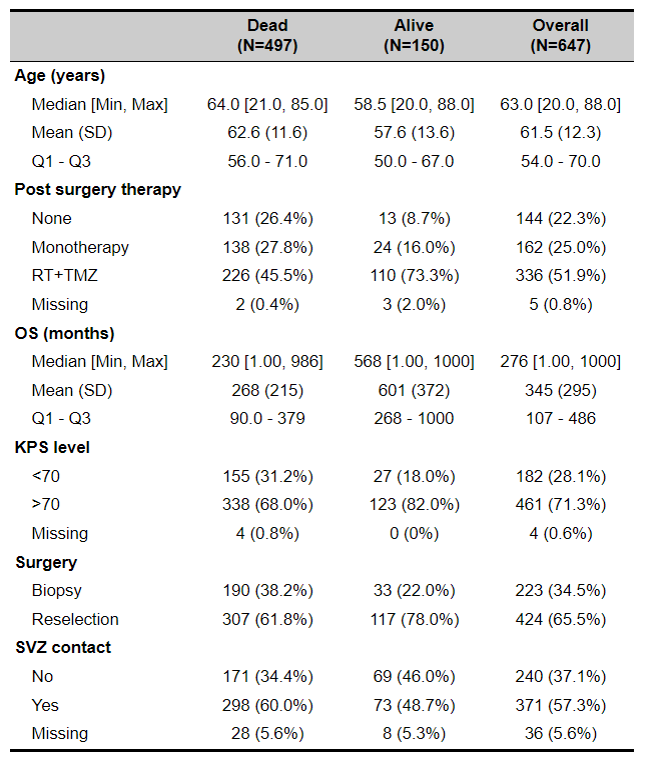 Dead Alive Overall
(N=497) (N=150) (N=647)
Age (years)
Median [Min, Max] 64.0 [21.0, 85.0] 58.5 [20.0, 88.0] 63.0 [20.0, 88.0]
Mean (SD) 62.6 (11.6) 57.6 (13.6) 61.5 (12.3)
Q1 - Q3 56.0 - 71.0 50.0 - 67.0 54.0 - 70.0
Post surgery therapy
None 131 (26.4%) 13 (8.7%) 144 (22.3%)
Monotherapy 138 (27.8%) 24 (16.0%) 162 (25.0%)
RT+TMZ 226 (45.5%) 110 (73.3%) 336 (51.9%)
Missing 2 (0.4%) 3 (2.0%) 5 (0.8%)
OS (months)
Median [Min, Max] 230 [1.00, 986] 568 [1.00, 1000] 276 [1.00, 1000]
Mean (SD) 268 (215) 601 (372) 345 (295)
Q1 - Q3 90.0 - 379 268 - 1000 107 - 486
KPS level
<70 155 (31.2%) 27 (18.0%) 182 (28.1%)
>70 338 (68.0%) 123 (82.0%) 461 (71.3%)
Missing 4 (0.8%) 0 (0%) 4 (0.6%)
Surgery
Biopsy 190 (38.2%) 33 (22.0%) 223 (34.5%)
Reselection 307 (61.8%) 117 (78.0%) 424 (65.5%)
SVZ contact
No 171 (34.4%) 69 (46.0%) 240 (37.1%)
Yes 298 (60.0%) 73 (48.7%) 371 (57.3%)
Missing 28 (5.6%) 8 (5.3%) 36 (5.6%)